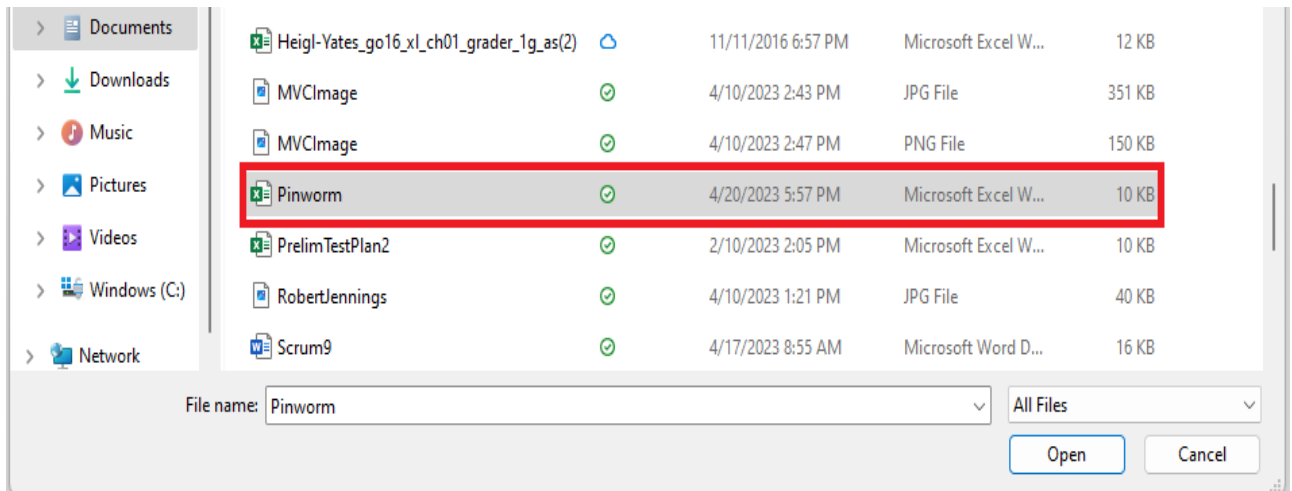 Documents
Downloads
Music
Pictures
Videos
Windows (C:)
Network
Heigl-Yates_go16_xl_ch01_grader_1g_as(2) 11/11/2016 6:57 PM Microsoft Excel W... 12 KB
MVCImage 4/10/2023 2:43 PM JPG File 351 KB
MVCImage 4/10/2023 2:47 PM PNG File 150 KB
Pinworm 4/20/2023 5:57 PM Microsoft Excel W... 10 KB
PrelimTestPlan2 2/10/2023 2:05 PM Microsoft Excel W... 10 KB
RobertJennings 4/10/2023 1:21 PM JPG File 40 KB
Scrum9 4/17/2023 8:55 AM Microsoft Word D... 16 KB
File name: Pinworm All Files
Open Cancel